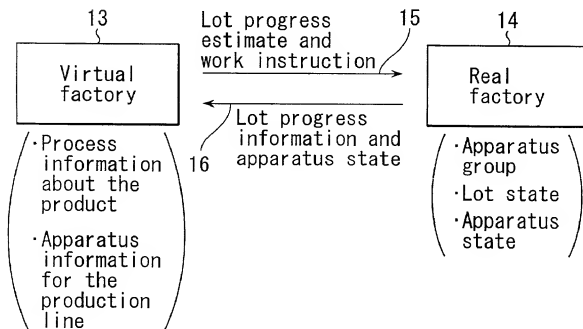 13
Virtual
factory
Lot progress
estimate and
work instruction
15
14
Real
factory
Lot progress
information and
apparatus state
16
·Process
information
about the
product
·Apparatus
information
for the
production
line
·Apparatus
group
·Lot state
·Apparatus
state